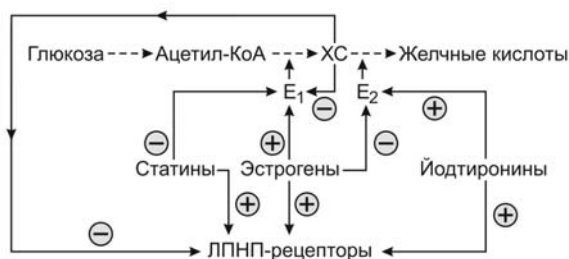 Глюкоза Ацетил-КоА ХС Желчные кислоты
E₁ − E₂
− + − +
Статины Эстрогены Йодтиронины
+ + +
− ЛПНП-рецепторы